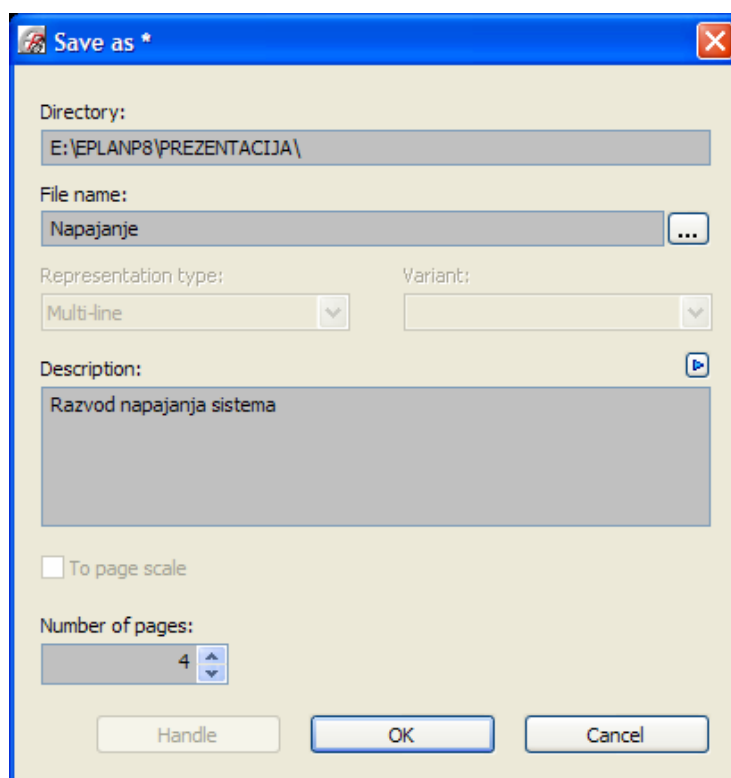 Save as *
Directory:
E:\EPLANP8\PREZENTACIJA\
File name:
Napajanje
...
Representation type:
Variant:
Multi-line
Description:
Razvod napajanja sistema
To page scale
Number of pages:
4
Handle
OK
Cancel